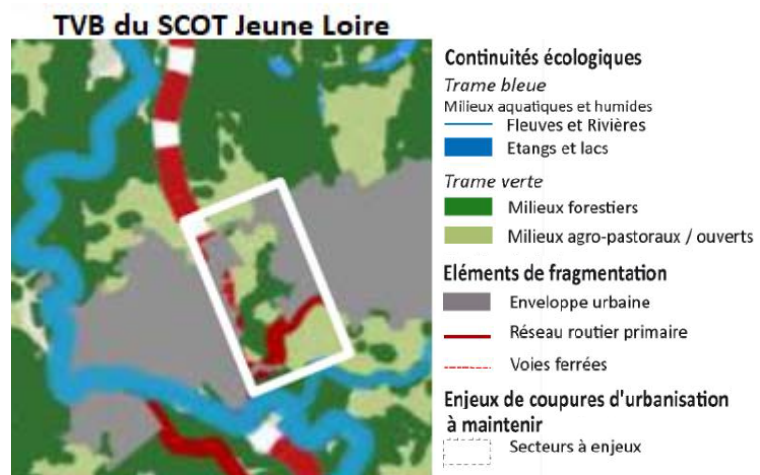 TVB du SCOT Jeune Loire
Continuités écologiques
Trame bleue
Milieux aquatiques et humides
Fleuves et Rivières
Etangs et lacs
Trame verte
Milieux forestiers
Milieux agro-pastoraux / ouverts
Eléments de fragmentation
Enveloppe urbaine
Réseau routier primaire
Voies ferrées
Enjeux de coupures d'urbanisation
à maintenir
Secteurs à enjeux